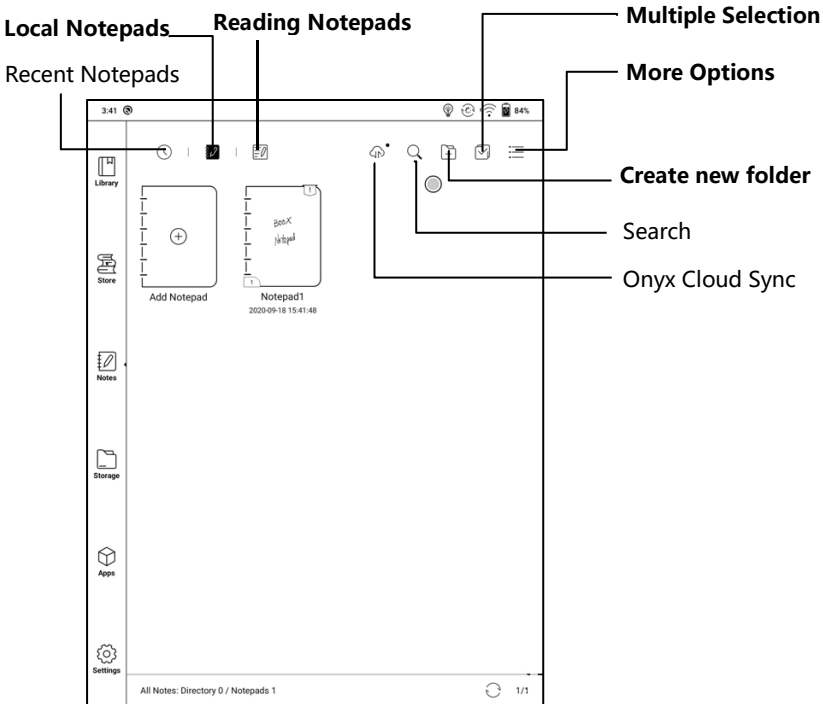 Local Notepads
Reading Notepads
Multiple Selection
Recent Notepads
More Options
3:41
84%
Library
Create new folder
BOOX
Notepad
Search
Store
Add Notepad
Notepad1
Onyx Cloud Sync
2020-09-18 15:41:48
Notes
Storage
Apps
Settings
All Notes: Directory 0 / Notepads 1
1/1